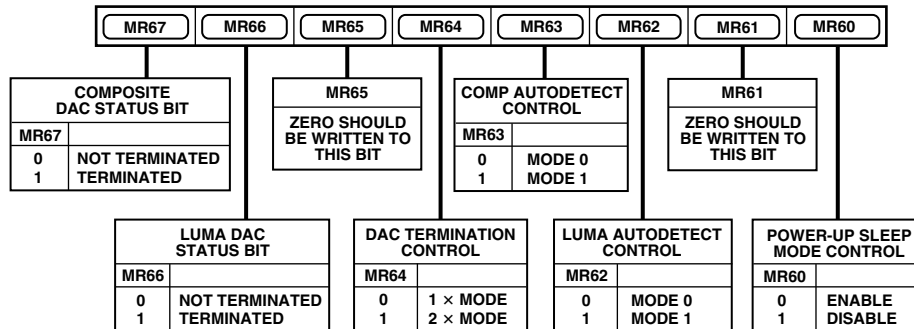 MR67 MR66 MR65 MR64 MR63 MR62 MR61 MR60
COMPOSITE
DAC STATUS BIT
MR67
0 NOT TERMINATED
1 TERMINATED
MR65
ZERO SHOULD
BE WRITTEN TO
THIS BIT
COMP AUTODETECT
CONTROL
MR63
0 MODE 0
1 MODE 1
MR61
ZERO SHOULD
BE WRITTEN TO
THIS BIT
LUMA DAC
STATUS BIT
MR66
0 NOT TERMINATED
1 TERMINATED
DAC TERMINATION
CONTROL
MR64
0 1 × MODE
1 2 × MODE
LUMA AUTODETECT
CONTROL
MR62
0 MODE 0
1 MODE 1
POWER-UP SLEEP
MODE CONTROL
MR60
0 ENABLE
1 DISABLE